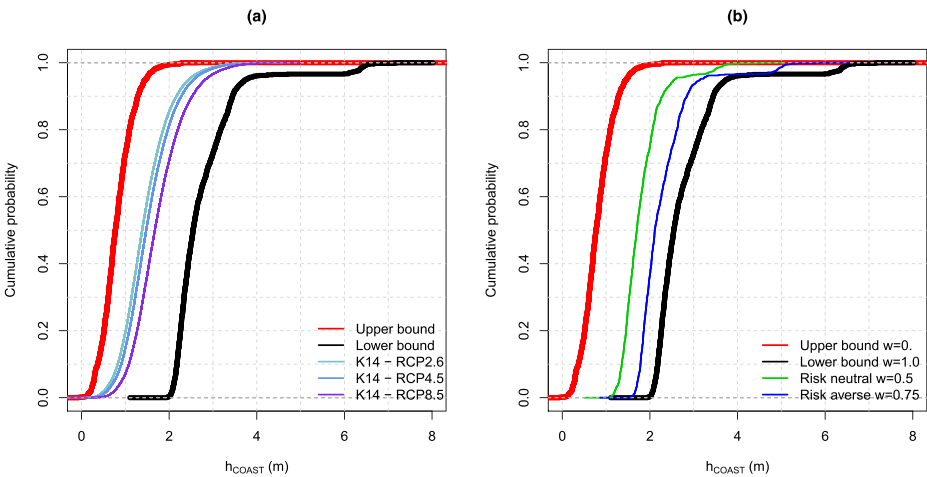 (a)
Cumulative probability
1.0
0.8
0.6
0.4
0.2
0.0
Upper bound
Lower bound
K14 − RCP2.6
K14 − RCP4.5
K14 − RCP8.5
0 2 4 6 8
hCOAST (m)
(b)
Cumulative probability
1.0
0.8
0.6
0.4
0.2
0.0
Upper bound w=0.
Lower bound w=1.0
Risk neutral w=0.5
Risk averse w=0.75
0 2 4 6 8
hCOAST (m)